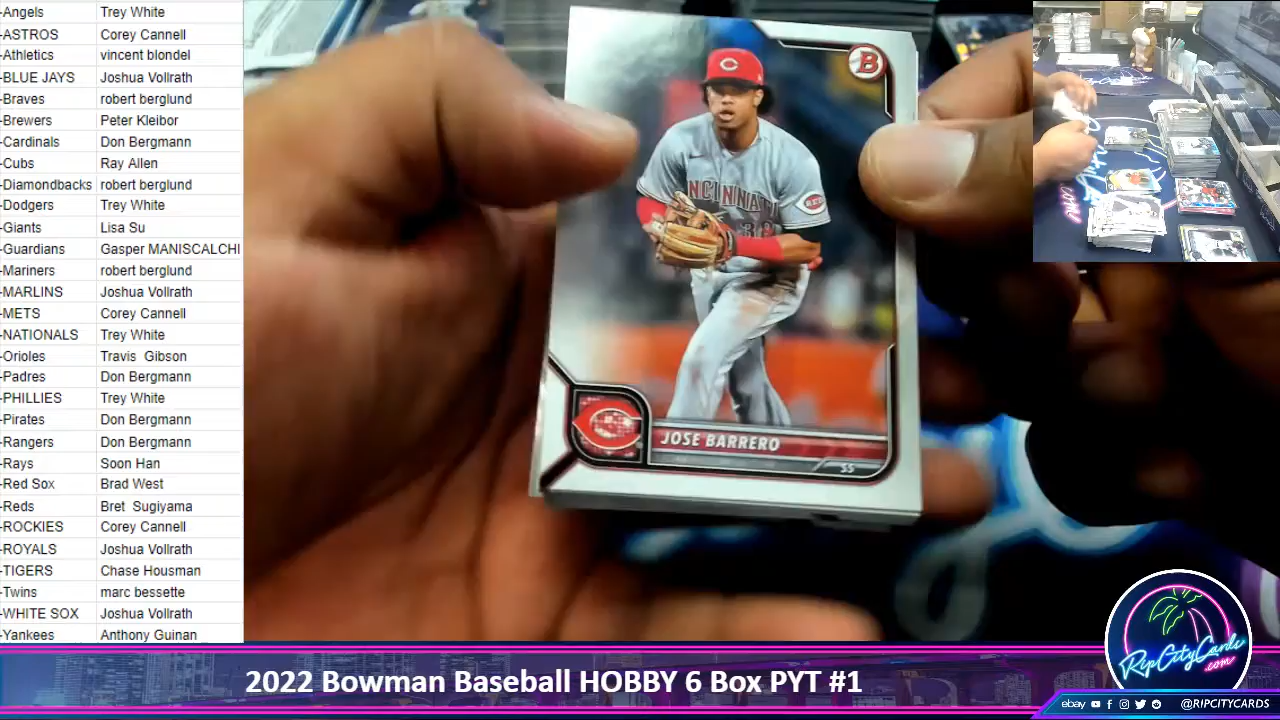 -Angels Trey White
-ASTROS Corey Cannell
-Athletics vincent blondel
-BLUE JAYS Joshua Vollrath
-Braves robert berglund
-Brewers Peter Kleibor
-Cardinals Don Bergmann
-Cubs Ray Allen
-Diamondbacks robert berglund
-Dodgers Trey White
-Giants Lisa Su
-Guardians Gasper MANISCALCHI
-Mariners robert berglund
-MARLINS Joshua Vollrath
-METS Corey Cannell
-NATIONALS Trey White
-Orioles Travis Gibson
-Padres Don Bergmann
-PHILLIES Trey White
-Pirates Don Bergmann
-Rangers Don Bergmann
-Rays Soon Han
-Red Sox Brad West
-Reds Bret Sugiyama
-ROCKIES Corey Cannell
-ROYALS Joshua Vollrath
-TIGERS Chase Housman
-Twins marc bessette
-WHITE SOX Joshua Vollrath
-Yankees Anthony Guinan
B
C
CINCINNATI
REDS
JOSE BARRERO
SS
RipCityCards
.com
2022 Bowman Baseball HOBBY 6 Box PYT #1
ebay @RIPCITYCARDS